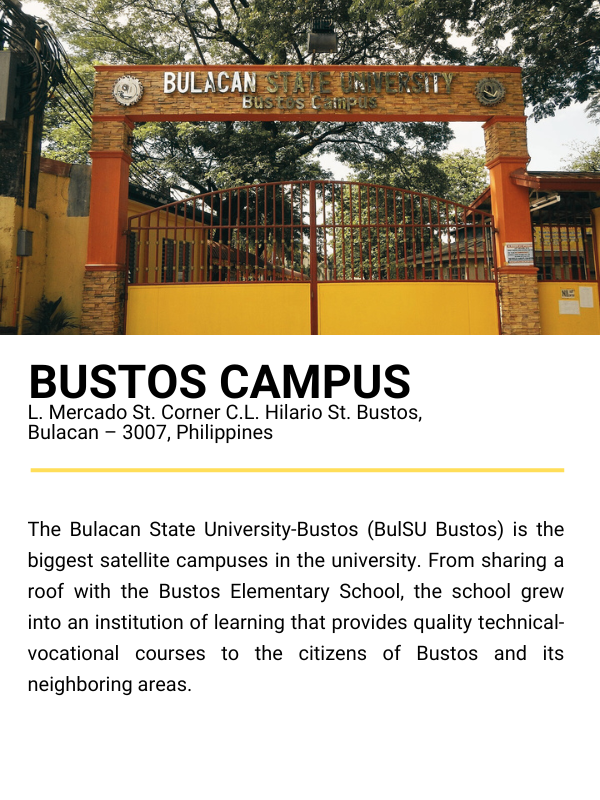 BULACAN STATE UNIVERSITY
Bustos Campus
BUSTOS CAMPUS
L. Mercado St. Corner C.L. Hilario St. Bustos,
Bulacan – 3007, Philippines
The Bulacan State University-Bustos (BulSU Bustos) is the
biggest satellite campuses in the university. From sharing a
roof with the Bustos Elementary School, the school grew
into an institution of learning that provides quality technical-
vocational courses to the citizens of Bustos and its
neighboring areas.